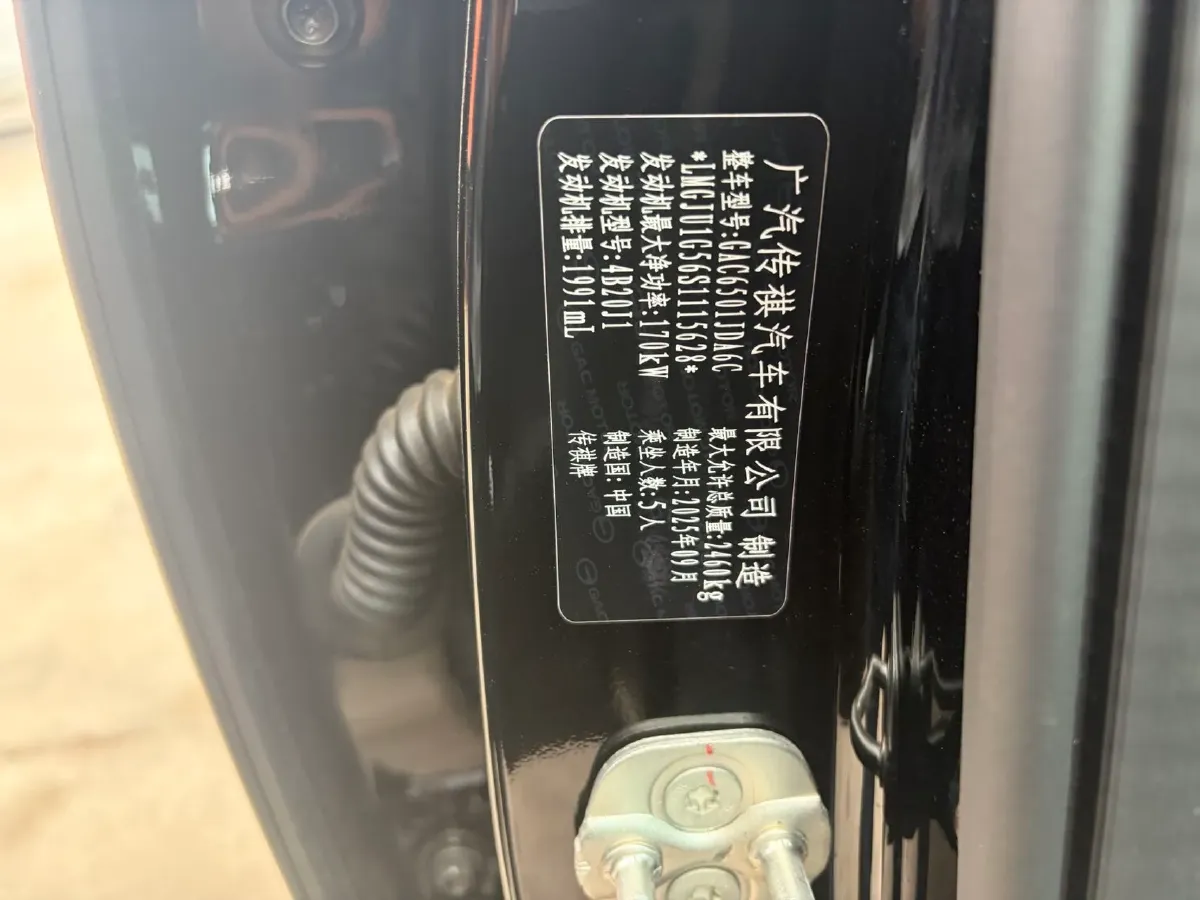 广汽传祺汽车有限公司 制造
整车型号:GAC6501JDA6C 最大允许总质量:2460kg
*LMGJU1G56S1115628* 制造年月:2025年09月
发动机最大净功率:170kW 乘坐人数:5人
发动机型号:4B20J1 制造国:中国
发动机排量:1991mL 传祺牌
GAC MOTOR